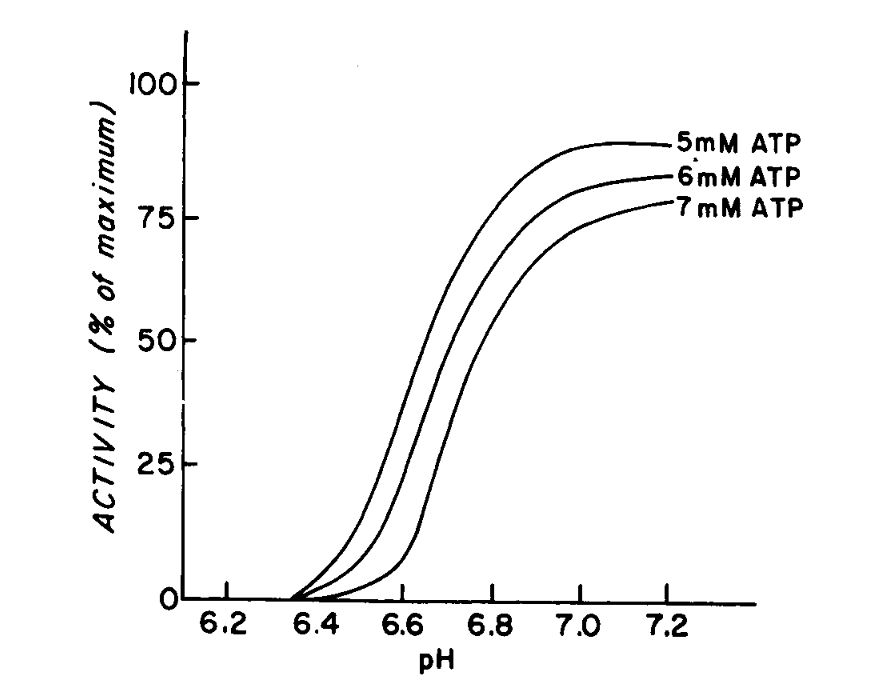 ACTIVITY (% of maximum)
100
75
50
25
0
5mM ATP
6mM ATP
7mM ATP
6.2 6.4 6.6 6.8 7.0 7.2
pH